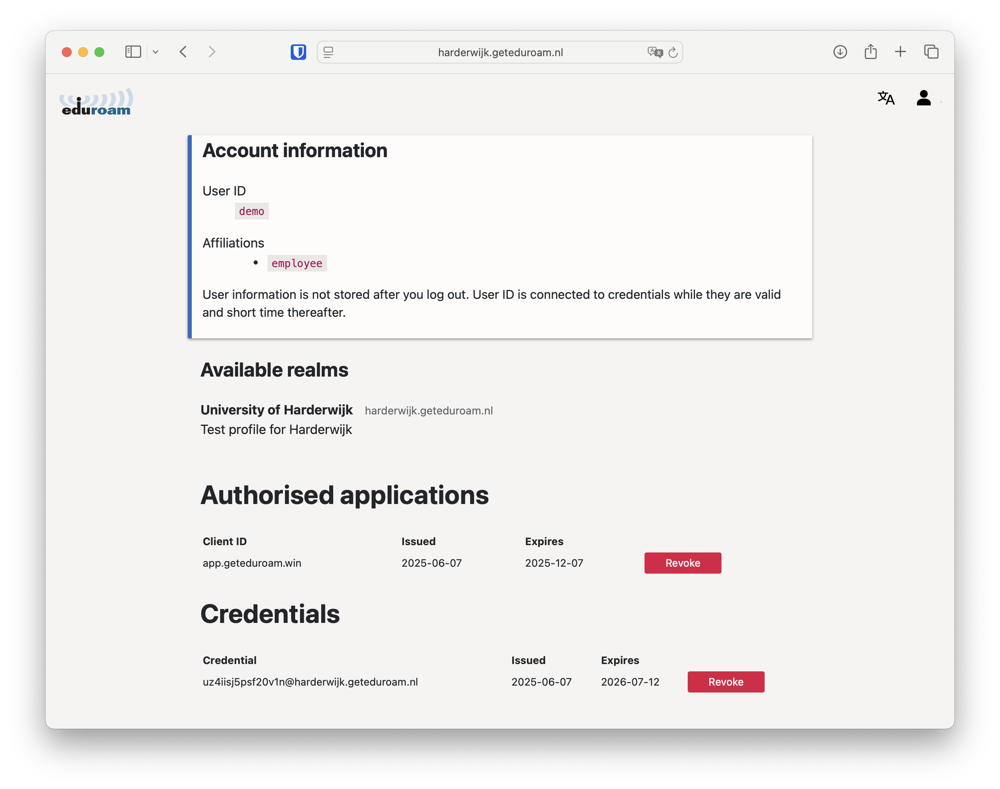 harderwijk.geteduroam.nl
eduroam
Account information
User ID
demo
Affiliations
• employee
User information is not stored after you log out. User ID is connected to credentials while they are valid
and short time thereafter.
Available realms
University of Harderwijk harderwijk.geteduroam.nl
Test profile for Harderwijk
Authorised applications
Client ID Issued Expires
app.geteduroam.win 2025-06-07 2025-12-07 Revoke
Credentials
Credential Issued Expires
uz4iisj5psf20v1n@harderwijk.geteduroam.nl 2025-06-07 2026-07-12 Revoke